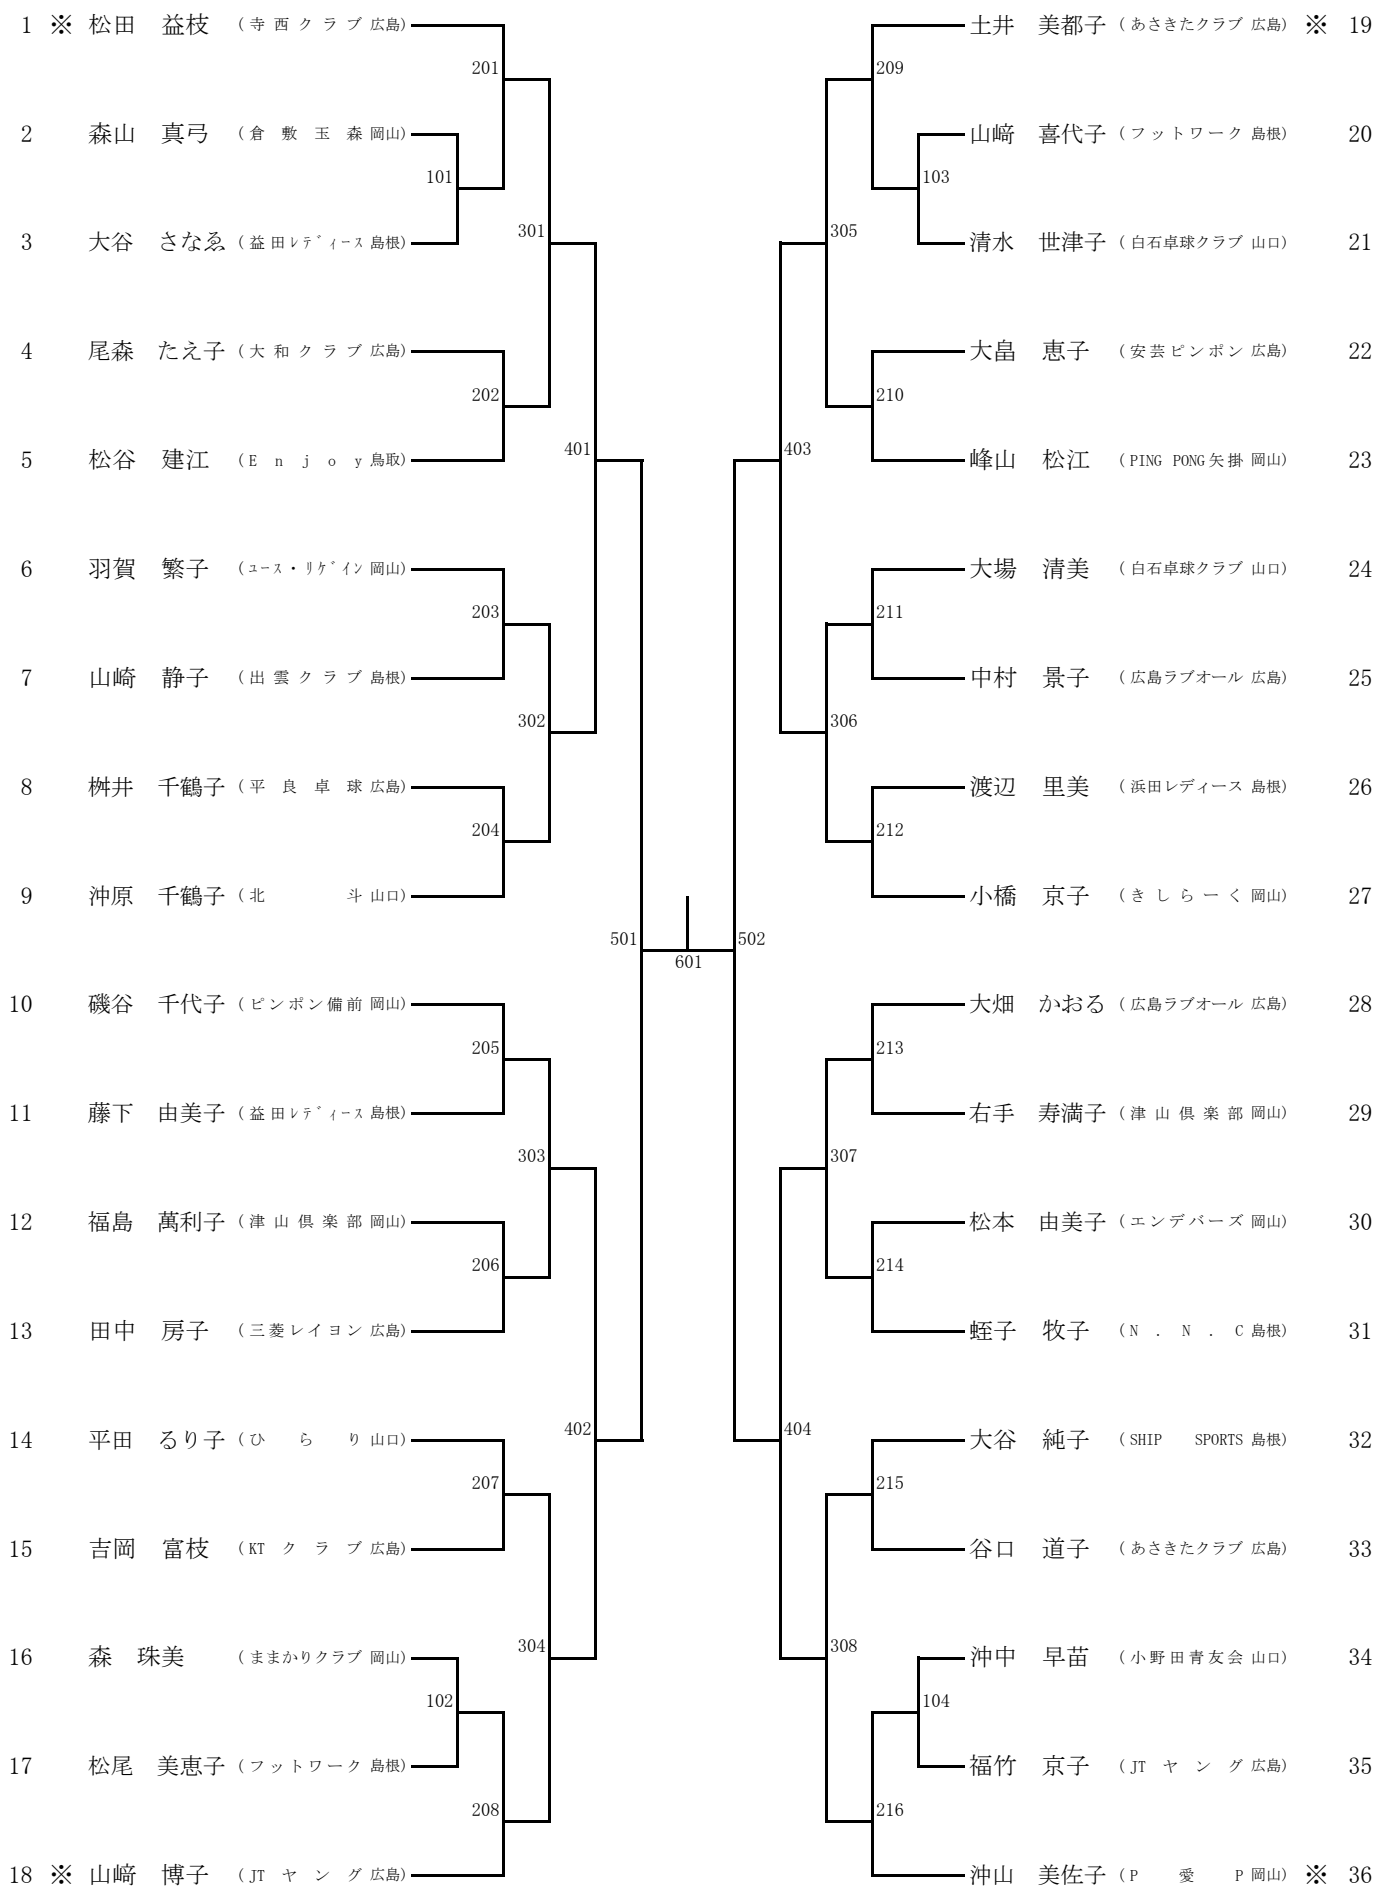 1 ※ 松田 益枝 (寺西クラブ 広島)
201
2 森山 真弓 (倉敷玉森 岡山)
101
3 大谷 さなゑ (益田レディース 島根)
301
4 尾森 たえ子 (大和クラブ 広島)
202
5 松谷 建江 (Enjoy 鳥取)
401
6 羽賀 繁子 (ユース・リゲイン 岡山)
203
7 山崎 静子 (出雲クラブ 島根)
302
8 桝井 千鶴子 (平良卓球 広島)
204
9 沖原 千鶴子 (北斗 山口)
501
10 磯谷 千代子 (ピンポン備前 岡山)
205
11 藤下 由美子 (益田レディース 島根)
303
12 福島 萬利子 (津山倶楽部 岡山)
206
13 田中 房子 (三菱レイヨン 広島)
402
14 平田 るり子 (ひらり 山口)
207
15 吉岡 富枝 (KTクラブ 広島)
304
16 森 珠美 (ままかりクラブ 岡山)
102
17 松尾 美恵子 (フットワーク 島根)
208
18 ※ 山﨑 博子 (JTヤング 広島)
601
土井 美都子 (あさきたクラブ 広島) ※ 19
209
山﨑 喜代子 (フットワーク 島根) 20
103
清水 世津子 (白石卓球クラブ 山口) 21
305
大畠 恵子 (安芸ピンポン 広島) 22
210
峰山 松江 (PING PONG矢掛 岡山) 23
403
大場 清美 (白石卓球クラブ 山口) 24
211
中村 景子 (広島ラブオール 広島) 25
306
渡辺 里美 (浜田レディース 島根) 26
212
小橋 京子 (きしらーく 岡山) 27
502
大畑 かおる (広島ラブオール 広島) 28
213
右手 寿満子 (津山倶楽部 岡山) 29
307
松本 由美子 (エンデバーズ 岡山) 30
214
蛭子 牧子 (N.N.C 島根) 31
404
大谷 純子 (SHIP SPORTS 島根) 32
215
谷口 道子 (あさきたクラブ 広島) 33
308
沖中 早苗 (小野田青友会 山口) 34
104
福竹 京子 (JTヤング 広島) 35
216
沖山 美佐子 (P愛P 岡山) ※ 36